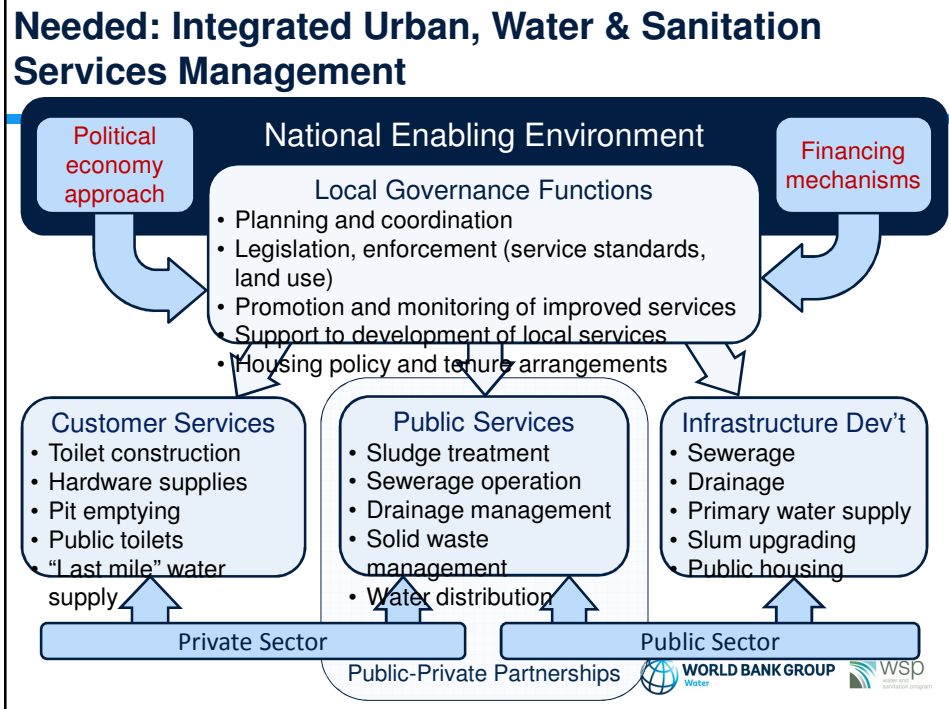 Needed: Integrated Urban, Water & Sanitation
Services Management
Political
economy
approach
National Enabling Environment
Financing
mechanisms
Local Governance Functions
• Planning and coordination
• Legislation, enforcement (service standards,
land use)
• Promotion and monitoring of improved services
• Support to development of local services
• Housing policy and tenure arrangements
Customer Services
• Toilet construction
• Hardware supplies
• Pit emptying
• Public toilets
• “Last mile” water
supply
Public Services
• Sludge treatment
• Sewerage operation
• Drainage management
• Solid waste
management
• Water distribution
Infrastructure Dev’t
• Sewerage
• Drainage
• Primary water supply
• Slum upgrading
• Public housing
Private Sector
Public Sector
Public-Private Partnerships
WORLD BANK GROUP
Water
wsp
water and
sanitation program